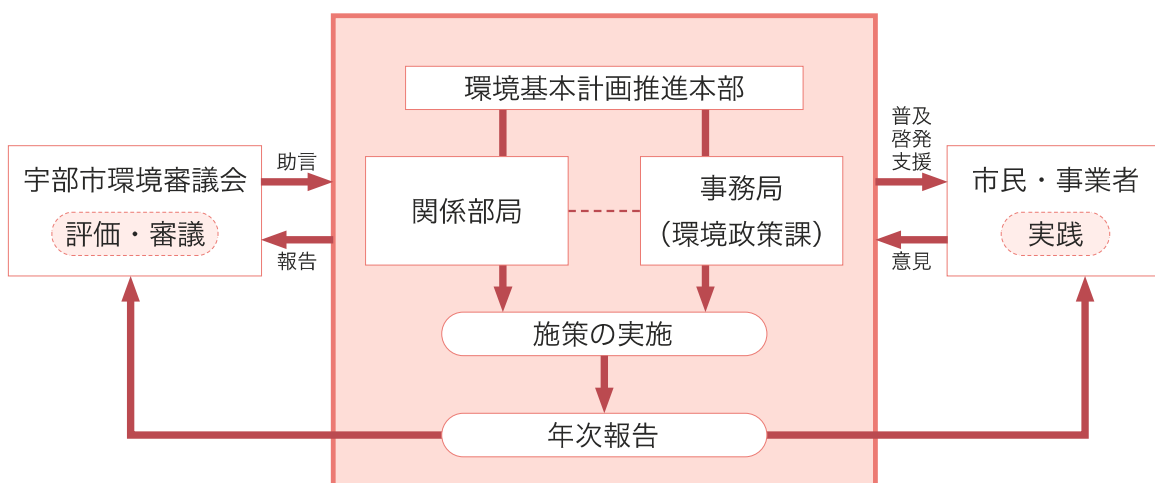 環境基本計画推進本部
宇部市環境審議会
評価・審議
助言
報告
関係部局
事務局
（環境政策課）
普及
啓発
支援
意見
市民・事業者
実践
施策の実施
年次報告